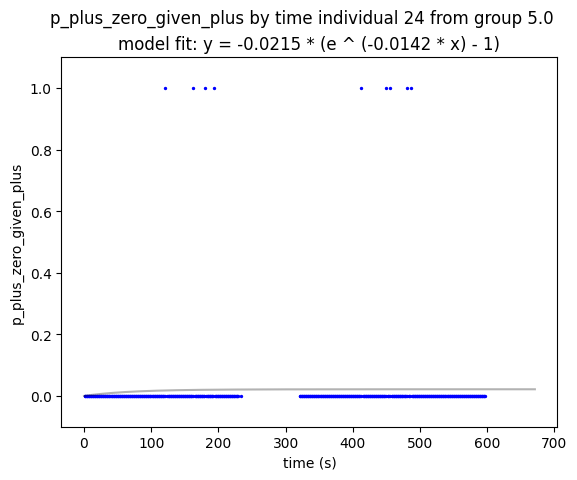 p_plus_zero_given_plus by time individual 24 from group 5.0
model fit: y = -0.0215 * (e ^ (-0.0142 * x) - 1)
1.0
0.8
0.6
0.4
0.2
0.0
p_plus_zero_given_plus
0 100 200 300 400 500 600 700
time (s)